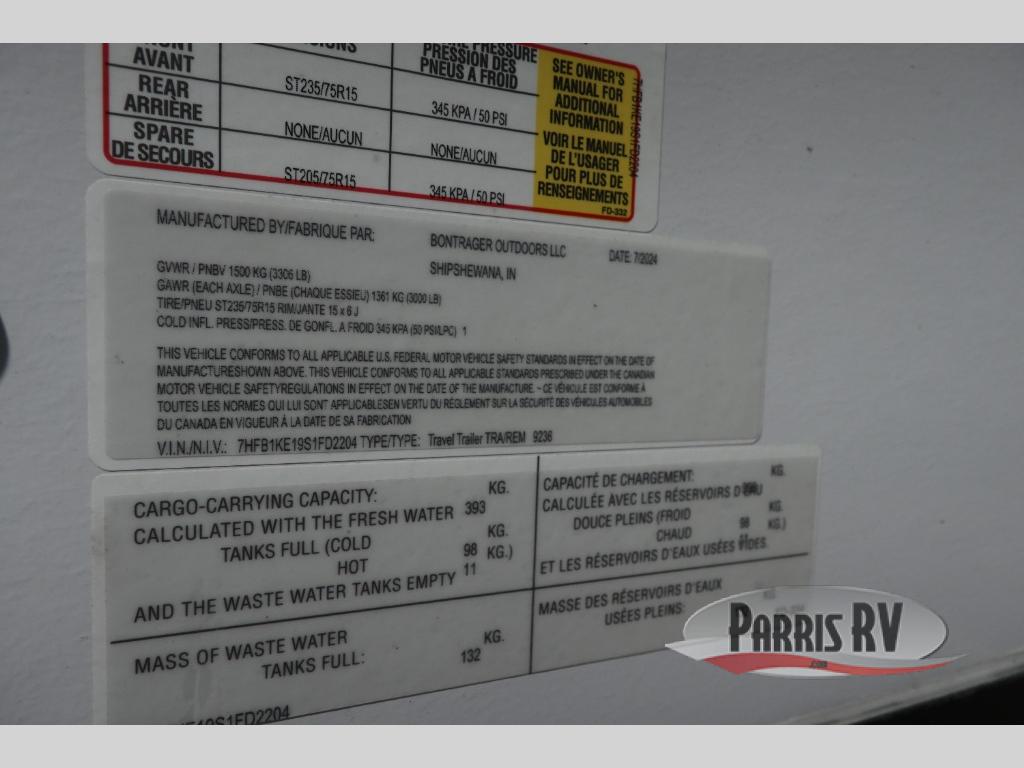 AVANT
PRESSURE
PRESSION DES
PNEUS A FROID
REAR
ARRIÈRE
ST235/75R15
345 KPA / 50 PSI
SPARE
DE SECOURS
NONE/AUCUN
NONE/AUCUN
ST205/75R15
345 KPA / 50 PSI
SEE OWNER'S
MANUAL FOR
ADDITIONAL
INFORMATION
VOIR LE MANUEL
DE L'USAGER
POUR PLUS DE
RENSEIGNEMENTS
FD-332
7HFB1KE19S1FD2204
MANUFACTURED BY/FABRIQUE PAR:
BONTRAGER OUTDOORS LLC
DATE: 7/2024
SHIPSHEWANA, IN
GVWR / PNBV 1500 KG (3306 LB)
GAWR (EACH AXLE) / PNBE (CHAQUE ESSIEU) 1361 KG (3000 LB)
TIRE/PNEU ST235/75R15 RIM/JANTE 15 x 6 J
COLD INFL. PRESS/PRESS. DE GONFL. A FROID 345 KPA (50 PSI/LPC) 1
THIS VEHICLE CONFORMS TO ALL APPLICABLE U.S. FEDERAL MOTOR VEHICLE SAFETY STANDARDS IN EFFECT ON THE DATE OF
MANUFACTURESHOWN ABOVE. THIS VEHICLE CONFORMS TO ALL APPLICABLE STANDARDS PRESCRIBED UNDER THE CANADIAN
MOTOR VEHICLE SAFETYREGULATIONS IN EFFECT ON THE DATE OF THE MANUFACTURE. ~ CE VÉHICULE EST CONFORME À
TOUTES LES NORMES QUI LUI SONT APPLICABLESEN VERTU DU RÉGLEMENT SUR LA SÉCURITÉ DES VÉHICULES AUTOMOBILES
DU CANADA EN VIGUEUR À LA DATE DE SA FABRICATION
V.I.N./N.I.V.: 7HFB1KE19S1FD2204 TYPE/TYPE: Travel Trailer TRA/REM 9236
CARGO-CARRYING CAPACITY:
KG.
CALCULATED WITH THE FRESH WATER 393
TANKS FULL (COLD
KG.
98 KG.)
HOT
11
AND THE WASTE WATER TANKS EMPTY
MASS OF WASTE WATER
KG.
TANKS FULL:
132
CAPACITÉ DE CHARGEMENT:
KG.
CALCULÉE AVEC LES RÉSERVOIRS D'EAU
DOUCE PLEINS (FROID
KG.
CHAUD
98 KG.)
ET LES RÉSERVOIRS D'EAUX USÉES VIDES.
MASSE DES RÉSERVOIRS D'EAUX
KG
USÉES PLEINS:
PARRIS RV
.com